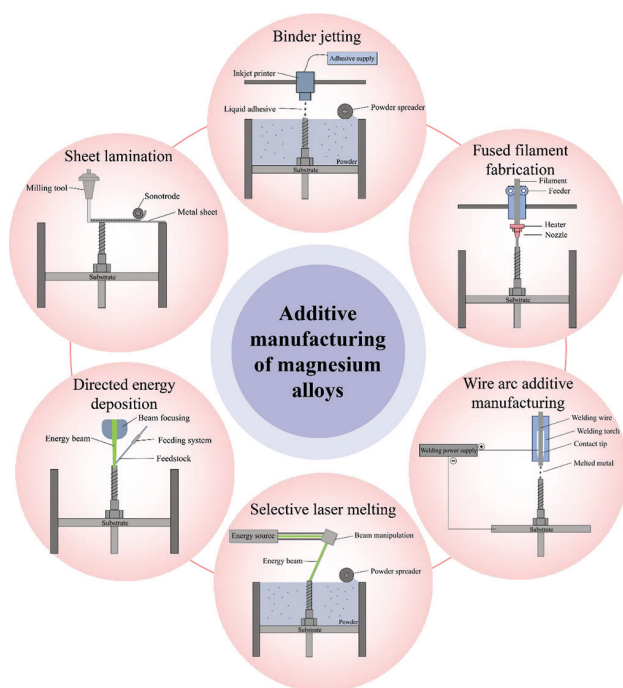 Binder jetting
Adhesive supply
Inkjet printer
Liquid adhesive
Powder spreader
Powder
Substrate
Sheet lamination
Milling tool
Sonotrode
Metal sheet
Substrate
Fused filament
fabrication
Filament
Feeder
Heater
Nozzle
Substrate
Additive
manufacturing
of magnesium
alloys
Directed energy
deposition
Beam focusing
Energy beam
Feeding system
Feedstock
Substrate
Wire arc additive
manufacturing
Welding wire
Welding torch
Contact tip
Welding power supply
+
−
Melted metal
Substrate
Selective laser melting
Energy source
Beam manipulation
Energy beam
Powder spreader
Powder
Substrate